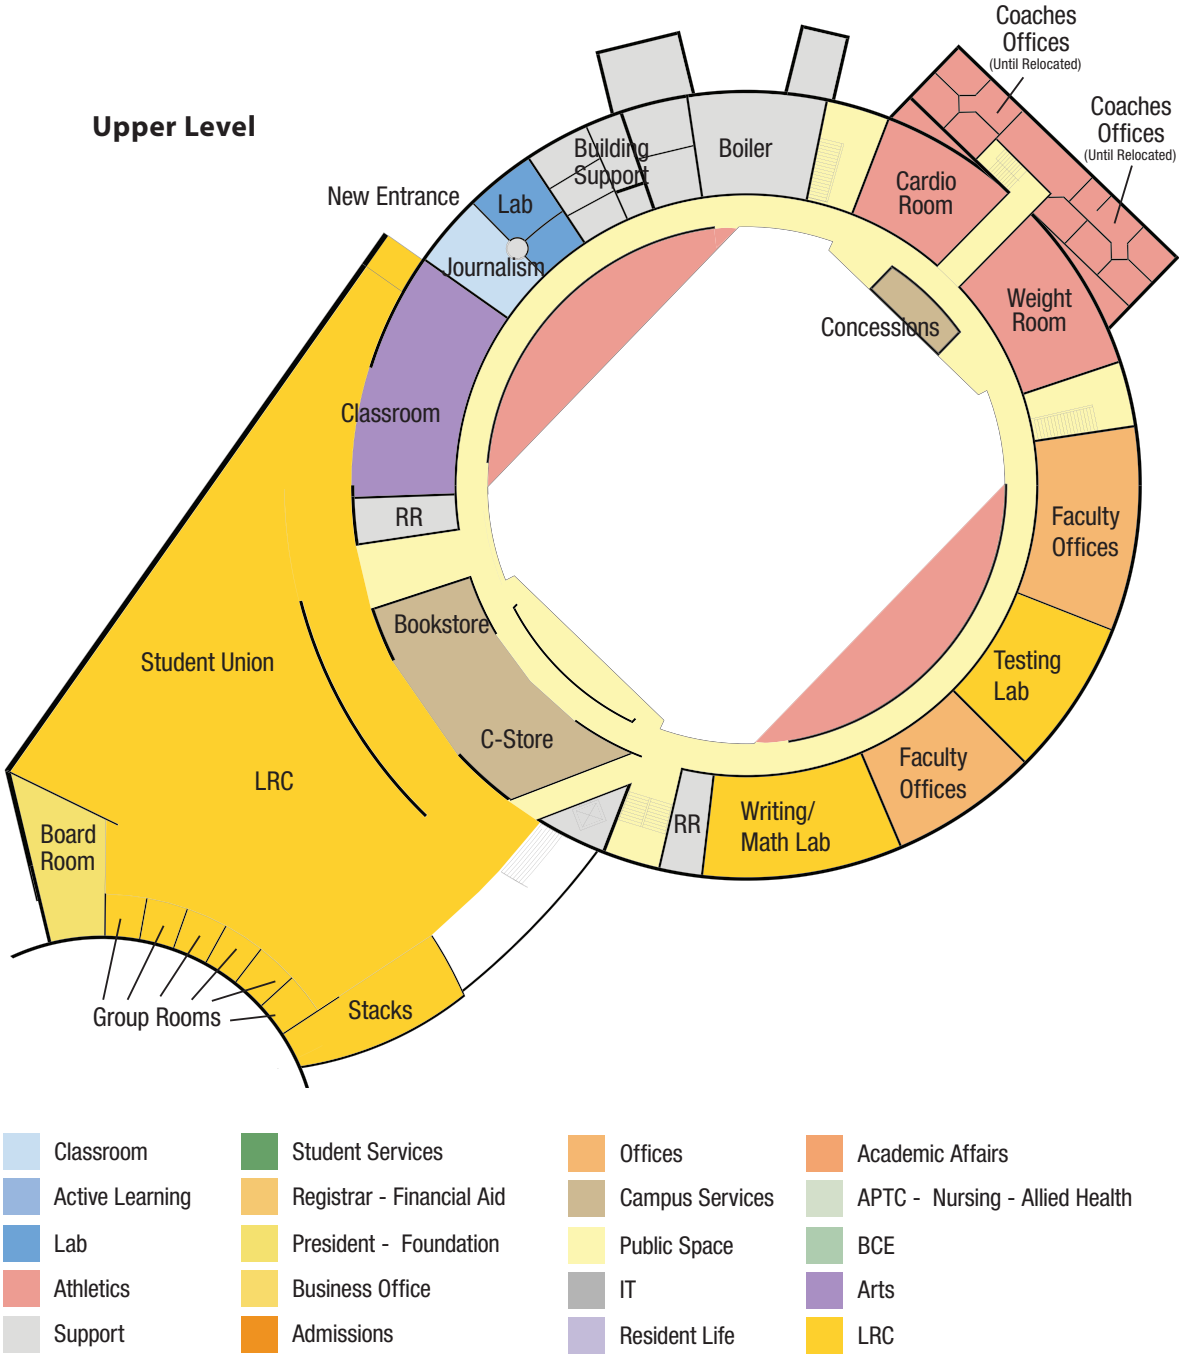 Upper Level
Coaches
Offices
(Until Relocated)
Coaches
Offices
(Until Relocated)
Building
Support
Boiler
Cardio
Room
New Entrance
Lab
Journalism
Weight
Room
Concessions
Classroom
RR
Faculty
Offices
Bookstore
Student Union
Testing
Lab
C-Store
LRC
Faculty
Offices
Board
Room
RR
Writing/
Math Lab
Group Rooms
Stacks
Classroom
Active Learning
Lab
Athletics
Support
Student Services
Registrar - Financial Aid
President - Foundation
Business Office
Admissions
Offices
Campus Services
Public Space
IT
Resident Life
Academic Affairs
APTC - Nursing - Allied Health
BCE
Arts
LRC